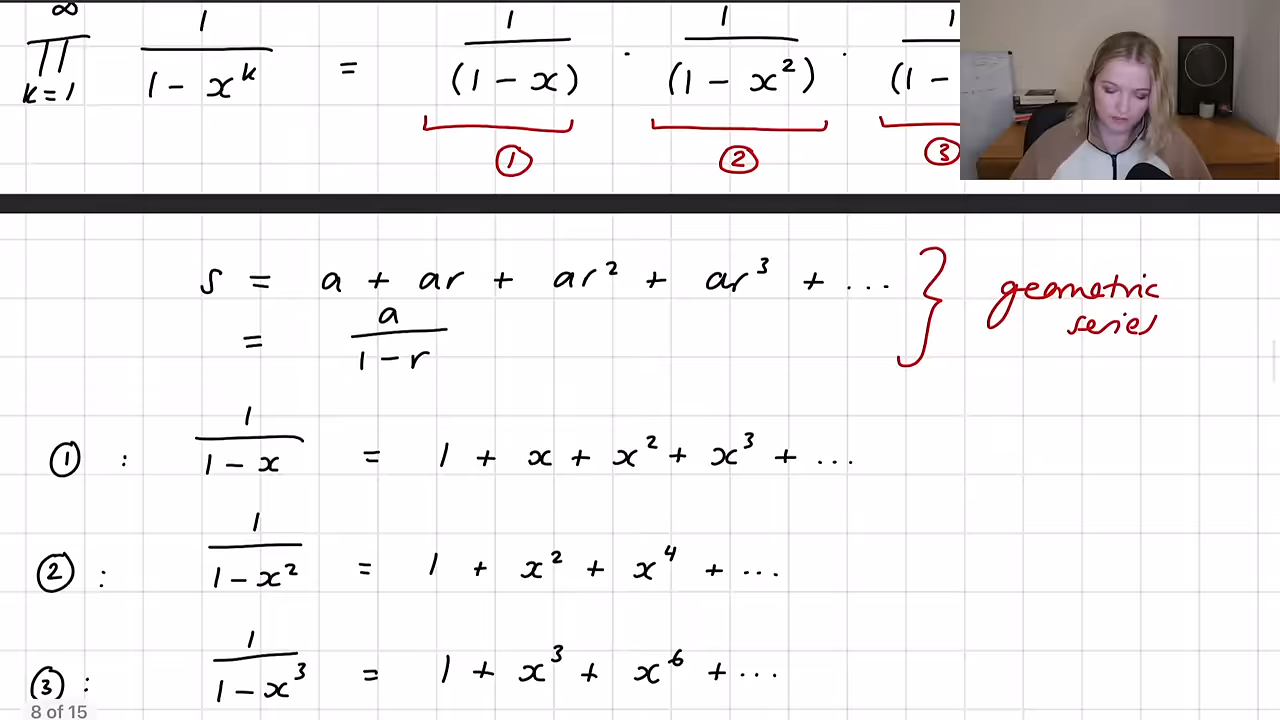 ∞
∏ 1/(1 - x^k) = 1/(1 - x) · 1/(1 - x²) · 1/(1 -
k=1
① ② ③
s = a + ar + ar² + ar³ + ...
= a/(1 - r)
geometric
series
① : 1/(1 - x) = 1 + x + x² + x³ + ...
② : 1/(1 - x²) = 1 + x² + x⁴ + ...
③ : 1/(1 - x³) = 1 + x³ + x⁶ + ...
8 of 15